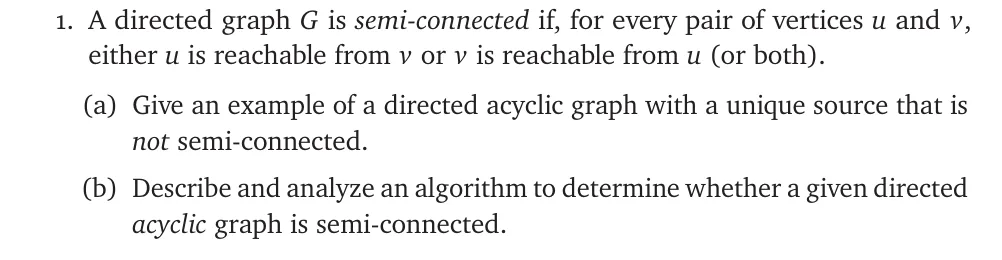 1. A directed graph G is semi-connected if, for every pair of vertices u and v,
either u is reachable from v or v is reachable from u (or both).
(a) Give an example of a directed acyclic graph with a unique source that is
not semi-connected.
(b) Describe and analyze an algorithm to determine whether a given directed
acyclic graph is semi-connected.